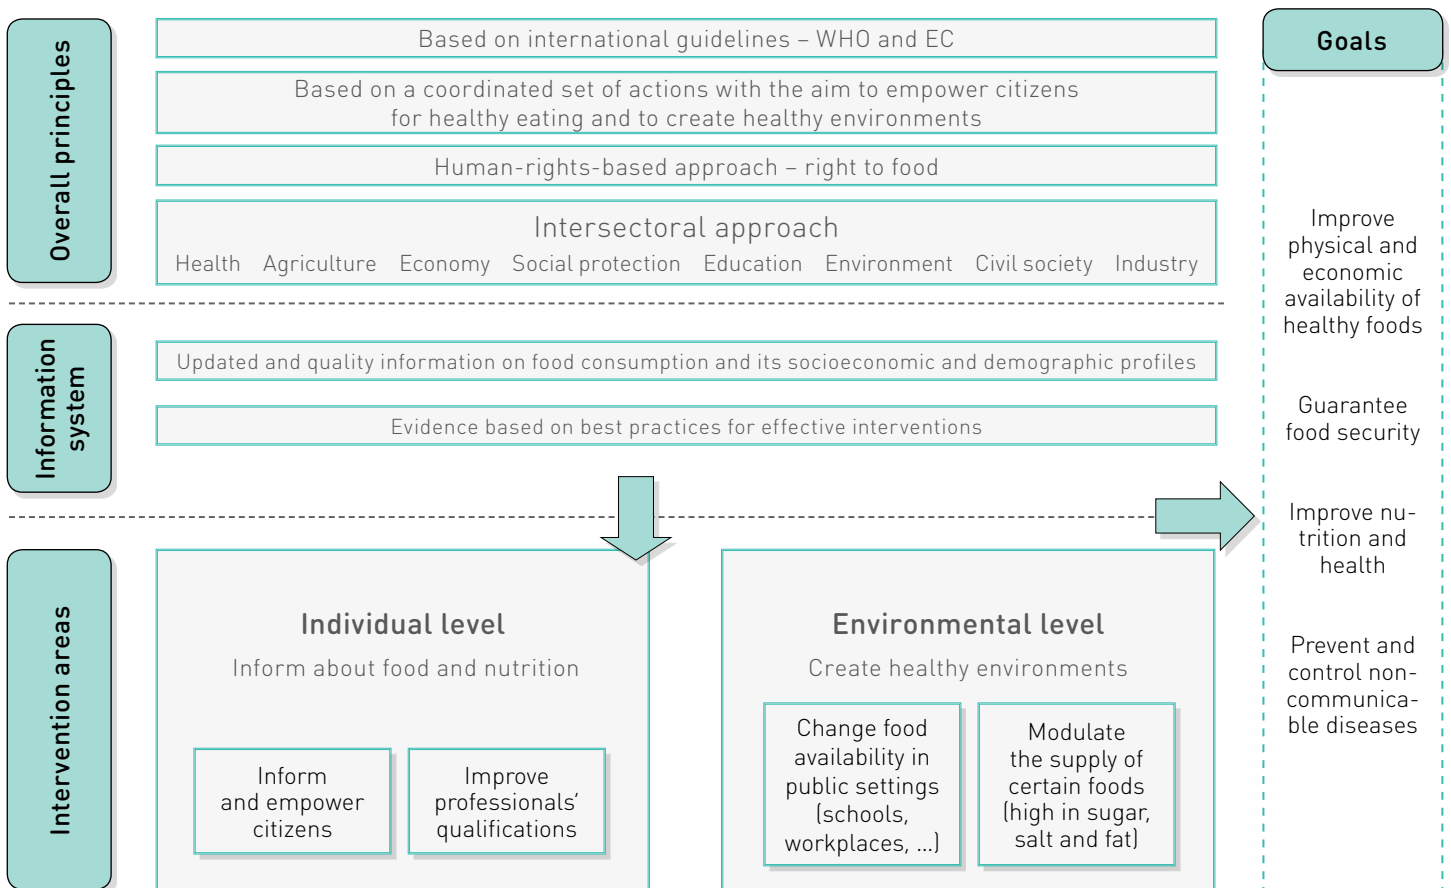 Overall principles
Based on international guidelines – WHO and EC
Based on a coordinated set of actions with the aim to empower citizens
for healthy eating and to create healthy environments
Human-rights-based approach – right to food
Intersectoral approach
Health Agriculture Economy Social protection Education Environment Civil society Industry
Information
system
Updated and quality information on food consumption and its socioeconomic and demographic profiles
Evidence based on best practices for effective interventions
Intervention areas
Individual level
Inform about food and nutrition
Inform
and empower
citizens
Improve
professionals’
qualifications
Environmental level
Create healthy environments
Change food
availability in
public settings
(schools,
workplaces, ...)
Modulate
the supply of
certain foods
(high in sugar,
salt and fat)
Goals
Improve
physical and
economic
availability of
healthy foods
Guarantee
food security
Improve nu-
trition and
health
Prevent and
control non-
communica-
ble diseases